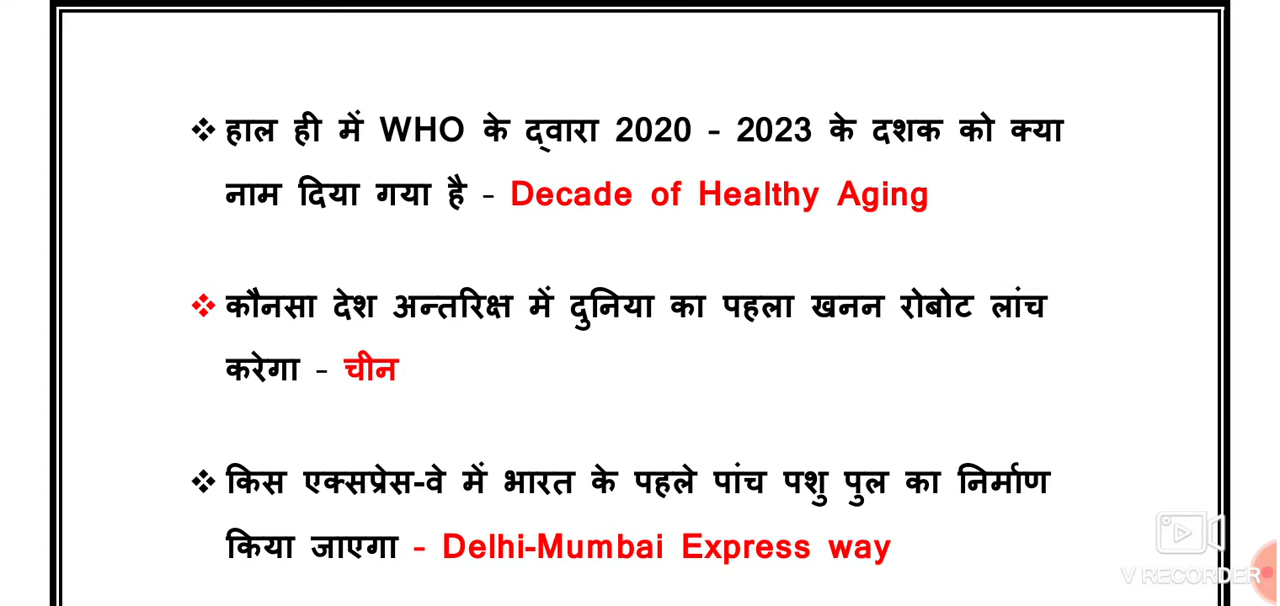 ❖ हाल ही में WHO के द्वारा 2020 - 2023 के दशक को क्या
नाम दिया गया है - Decade of Healthy Aging
❖ कौनसा देश अन्तरिक्ष में दुनिया का पहला खनन रोबोट लांच
करेगा - चीन
❖ किस एक्सप्रेस-वे में भारत के पहले पांच पशु पुल का निर्माण
किया जाएगा - Delhi-Mumbai Express way
V RECORDER